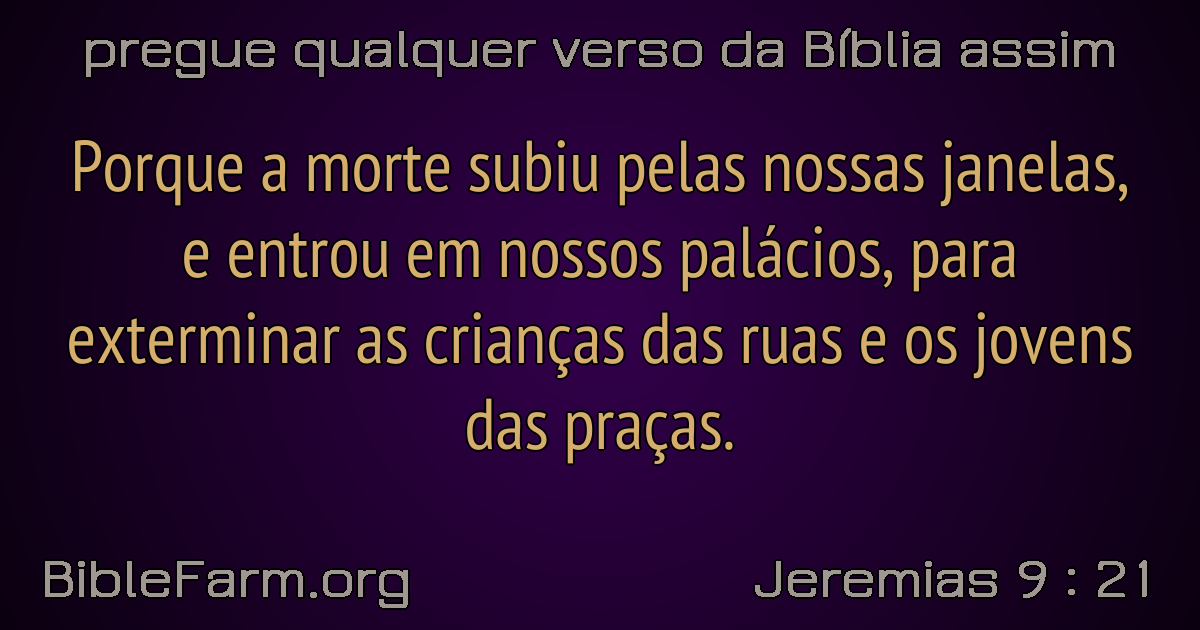 pregue qualquer verso da Bíblia assim
Porque a morte subiu pelas nossas janelas,
e entrou em nossos palácios, para
exterminar as crianças das ruas e os jovens
das praças.
BibleFarm.org
Jeremias 9 : 21